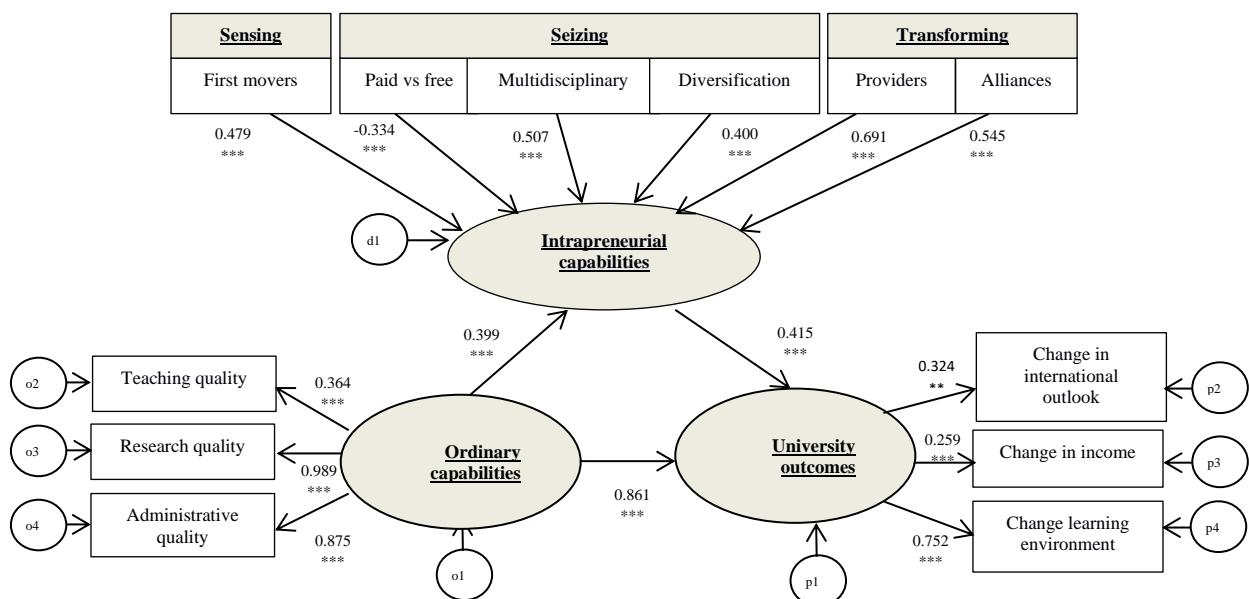 Sensing
Seizing
Transforming
First movers
Paid vs free
Multidisciplinary
Diversification
Providers
Alliances
0.479
***
-0.334
***
0.507
***
0.400
***
0.691
***
0.545
***
d1
Intrapreneurial
capabilities
0.399
***
0.415
***
o2
Teaching quality
0.364
***
o3
Research quality
0.989
***
o4
Administrative
quality
0.875
***
Ordinary
capabilities
o1
0.861
***
University
outcomes
p1
0.324
**
Change in
international
outlook
p2
0.259
***
Change in income
p3
0.752
***
Change learning
environment
p4